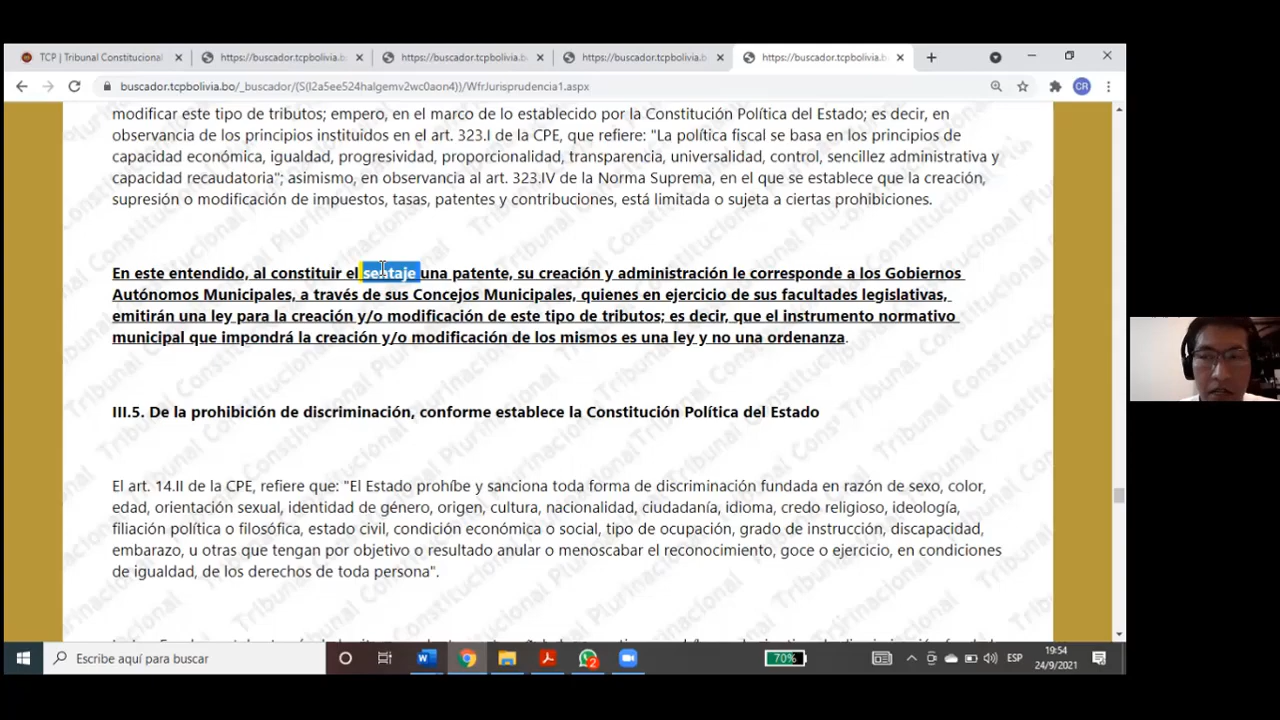 TCP | Tribunal Constitucional
https://buscador.tcpbolivia.b
https://buscador.tcpbolivia.
https://buscador.tcpbolivia.b
https://buscador.tcpbolivia.b
buscador.tcpbolivia.bo/_buscador/(S(l2a5ee524halgemv2wc0aon4))/WfrJurisprudencia1.aspx
CR
modificar este tipo de tributos; empero, en el marco de lo establecido por la Constitución Política del Estado; es decir, en
observancia de los principios instituidos en el art. 323.I de la CPE, que refiere: "La política fiscal se basa en los principios de
capacidad económica, igualdad, progresividad, proporcionalidad, transparencia, universalidad, control, sencillez administrativa y
capacidad recaudatoria"; asimismo, en observancia al art. 323.IV de la Norma Suprema, en el que se establece que la creación,
supresión o modificación de impuestos, tasas, patentes y contribuciones, está limitada o sujeta a ciertas prohibiciones.
En este entendido, al constituir el sentaje una patente, su creación y administración le corresponde a los Gobiernos
Autónomos Municipales, a través de sus Concejos Municipales, quienes en ejercicio de sus facultades legislativas,
emitirán una ley para la creación y/o modificación de este tipo de tributos; es decir, que el instrumento normativo
municipal que impondrá la creación y/o modificación de los mismos es una ley y no una ordenanza.
III.5. De la prohibición de discriminación, conforme establece la Constitución Política del Estado
El art. 14.II de la CPE, refiere que: "El Estado prohíbe y sanciona toda forma de discriminación fundada en razón de sexo, color,
edad, orientación sexual, identidad de género, origen, cultura, nacionalidad, ciudadanía, idioma, credo religioso, ideología,
filiación política o filosófica, estado civil, condición económica o social, tipo de ocupación, grado de instrucción, discapacidad,
embarazo, u otras que tengan por objetivo o resultado anular o menoscabar el reconocimiento, goce o ejercicio, en condiciones
de igualdad, de los derechos de toda persona".
Escribe aquí para buscar
2
70%
ESP
19:54
24/9/2021